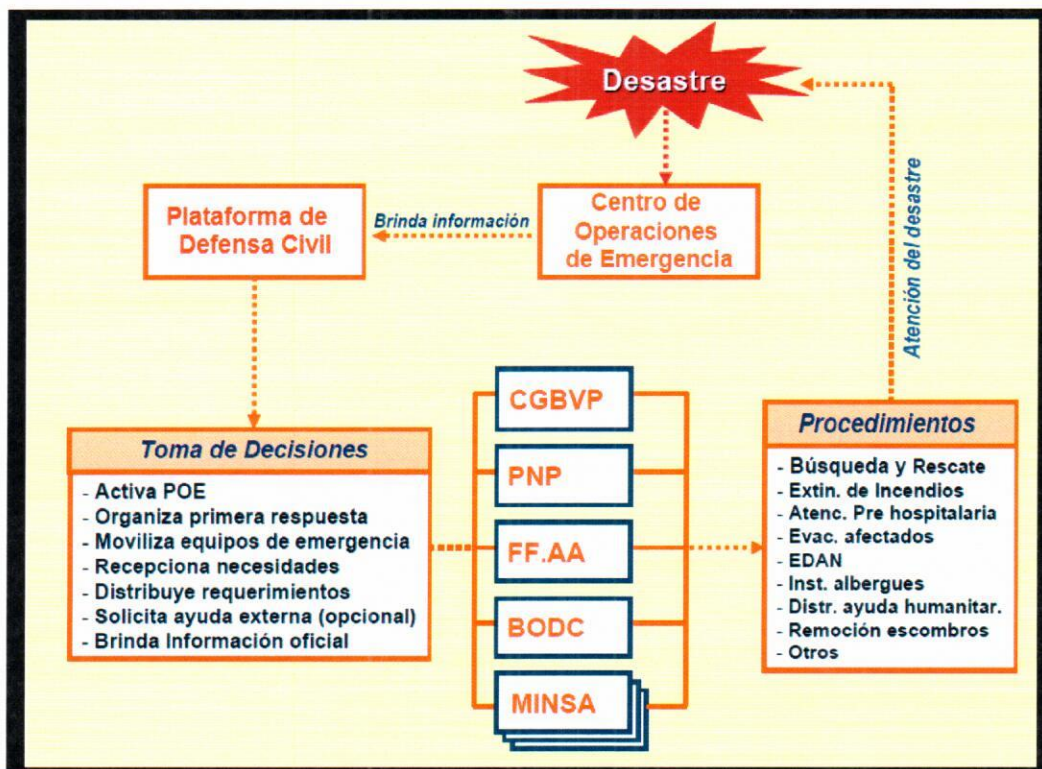 Desastre
Centro de
Operaciones
de Emergencia
Brinda información
Plataforma de
Defensa Civil
Toma de Decisiones
- Activa POE
- Organiza primera respuesta
- Moviliza equipos de emergencia
- Recepciona necesidades
- Distribuye requerimientos
- Solicita ayuda externa (opcional)
- Brinda Información oficial
CGBVP
PNP
FF.AA
BODC
MINSA
Procedimientos
- Búsqueda y Rescate
- Extin. de Incendios
- Atenc. Pre hospitalaria
- Evac. afectados
- EDAN
- Inst. albergues
- Distr. ayuda humanitar.
- Remoción escombros
- Otros
Atención del desastre